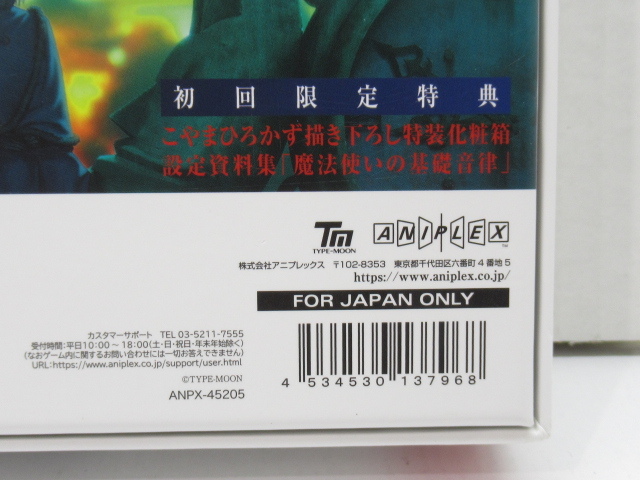 初回限定特典
こやまひろかず描き下ろし特装化粧箱
設定資料集「魔法使いの基礎音律」
TM
TYPE-MOON
ANIPLEX
TM
株式会社アニプレックス 〒102-8353 東京都千代田区六番町4番地5
https://www.aniplex.co.jp/
FOR JAPAN ONLY
カスタマーサポート TEL 03-5211-7555
受付時間:平日10:00～18:00(土・日・祝日・年末年始除く)
(なおゲーム内に関するお問い合わせには一切お答えできません)
URL:https://www.aniplex.co.jp/support/user.html
©TYPE-MOON
ANPX-45205
4 534530 137968